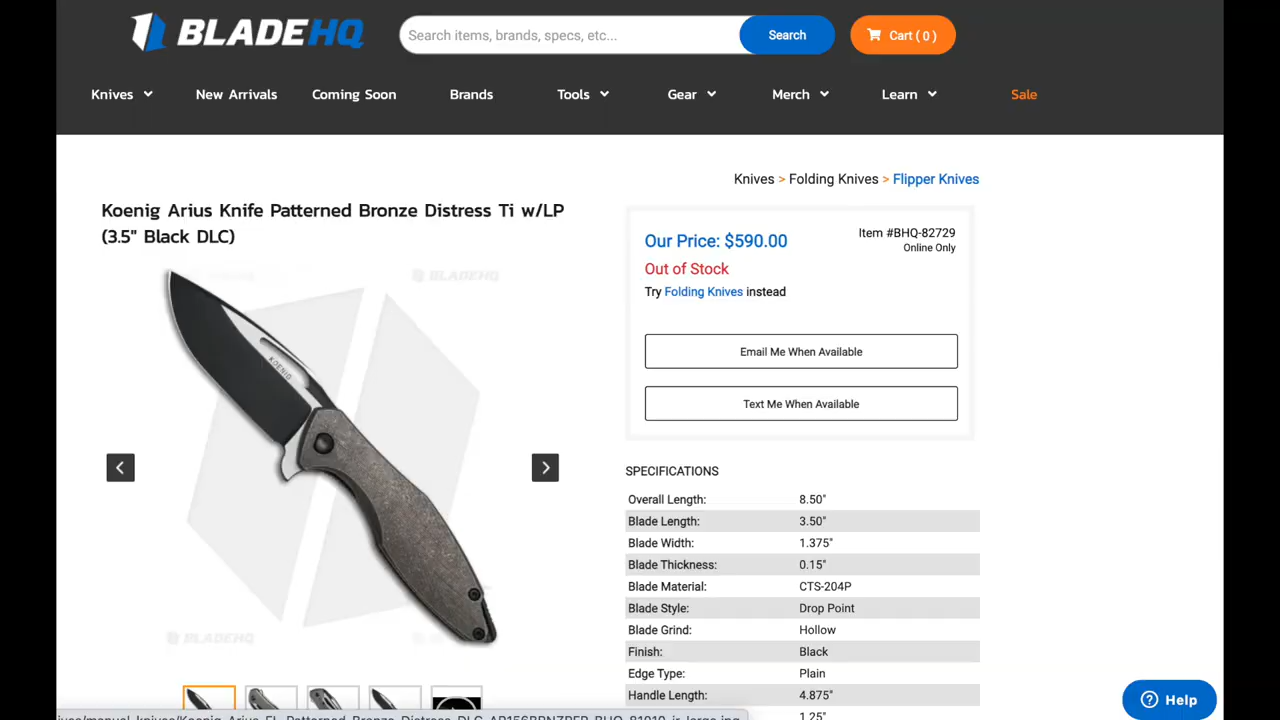 BLADEHQ
Search items, brands, specs, etc...
Search
Cart ( 0 )
Knives
New Arrivals
Coming Soon
Brands
Tools
Gear
Merch
Learn
Sale
Knives > Folding Knives > Flipper Knives
Koenig Arius Knife Patterned Bronze Distress Ti w/LP
(3.5" Black DLC)
BLADEHQ
KOENIG
BLADEHQ
Our Price: $590.00
Item #BHQ-82729
Online Only
Out of Stock
Try Folding Knives instead
Email Me When Available
Text Me When Available
SPECIFICATIONS
Overall Length: 8.50"
Blade Length: 3.50"
Blade Width: 1.375"
Blade Thickness: 0.15"
Blade Material: CTS-204P
Blade Style: Drop Point
Blade Grind: Hollow
Finish: Black
Edge Type: Plain
Handle Length: 4.875"
1.25"
Help